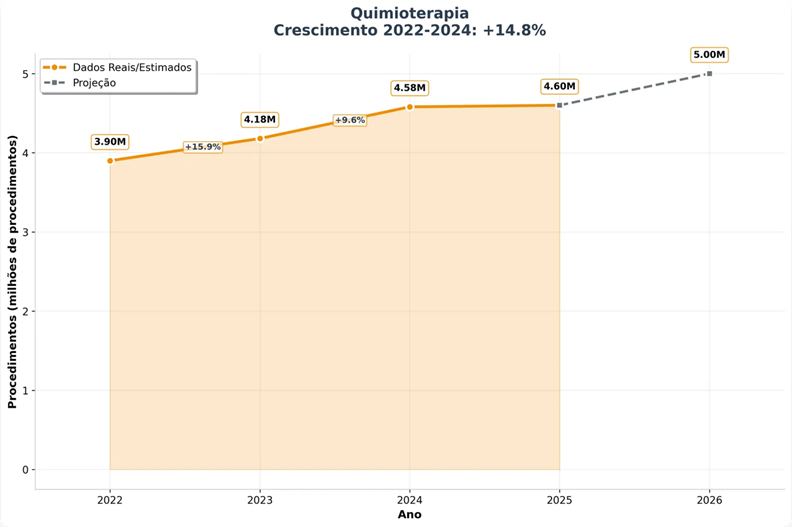 Quimioterapia
Crescimento 2022-2024: +14.8%
Dados Reais/Estimados
Projeção
Procedimentos (milhões de procedimentos)
5
4
3
2
1
0
3.90M
+15.9%
4.18M
+9.6%
4.58M
4.60M
5.00M
2022
2023
2024
2025
2026
Ano